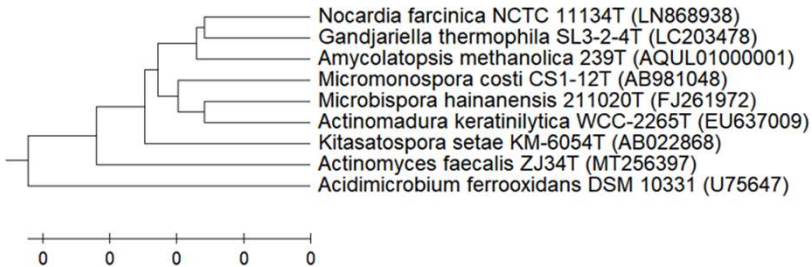 Nocardia farcinica NCTC 11134T (LN868938)
Gandjariella thermophila SL3-2-4T (LC203478)
Amycolatopsis methanolica 239T (AQUL01000001)
Micromonospora costi CS1-12T (AB981048)
Microbispora hainanensis 211020T (FJ261972)
Actinomadura keratinilytica WCC-2265T (EU637009)
Kitasatospora setae KM-6054T (AB022868)
Actinomyces faecalis ZJ34T (MT256397)
Acidimicrobium ferrooxidans DSM 10331 (U75647)
0 0 0 0 0